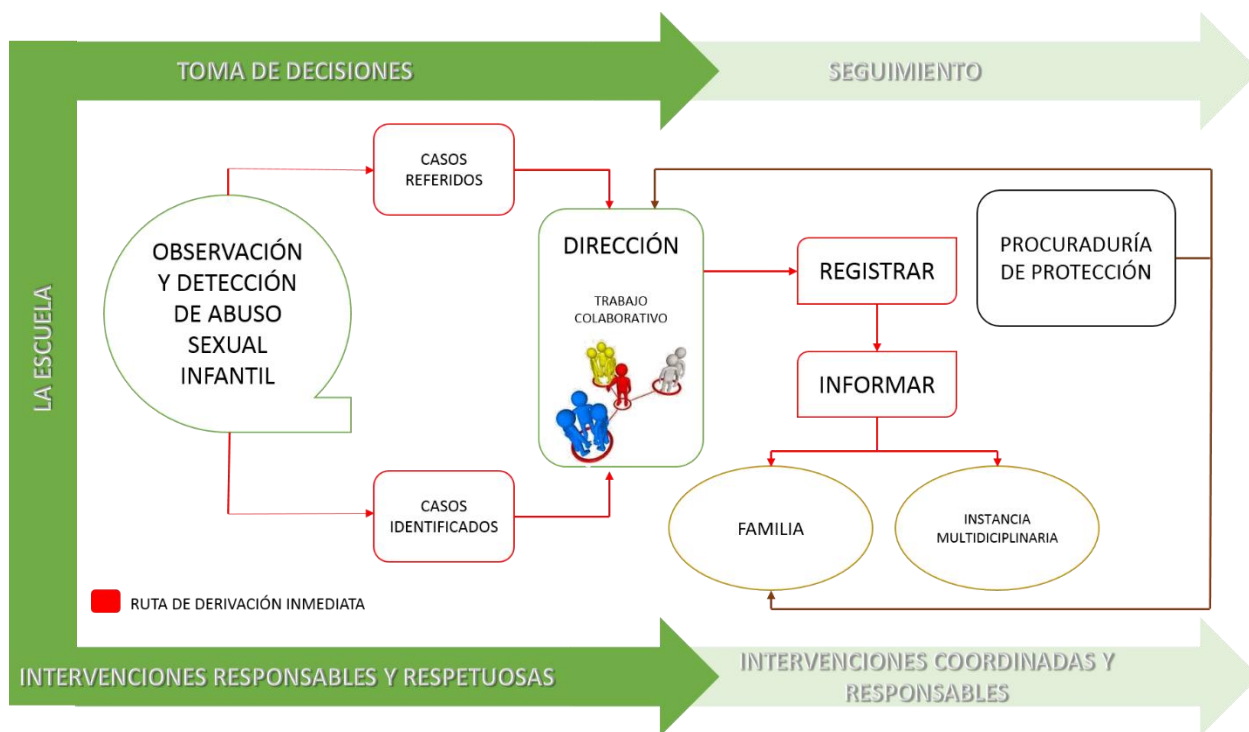 TOMA DE DECISIONES
SEGUIMIENTO
LA ESCUELA
OBSERVACIÓN
Y DETECCIÓN
DE ABUSO
SEXUAL
INFANTIL
CASOS
REFERIDOS
CASOS
IDENTIFICADOS
DIRECCIÓN
TRABAJO
COLABORATIVO
REGISTRAR
INFORMAR
PROCURADURÍA
DE PROTECCIÓN
FAMILIA
INSTANCIA
MULTIDICIPLINARIA
RUTA DE DERIVACIÓN INMEDIATA
INTERVENCIONES RESPONSABLES Y RESPETUOSAS
INTERVENCIONES COORDINADAS Y
RESPONSABLES